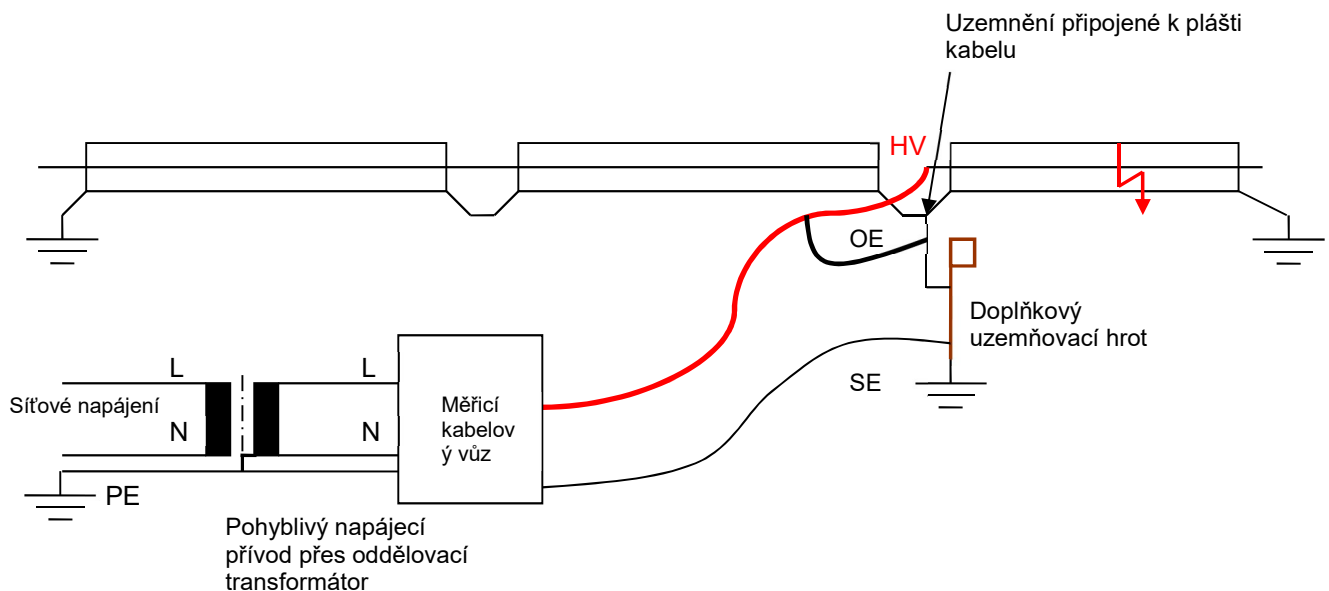 Uzemnění připojené k plášti
kabelu
HV
OE
Doplňkový
uzemňovací hrot
SE
L
L
Síťové napájení
Měřicí
kabelov
ý vůz
N
N
PE
Pohyblivý napájecí
přívod přes oddělovací
transformátor